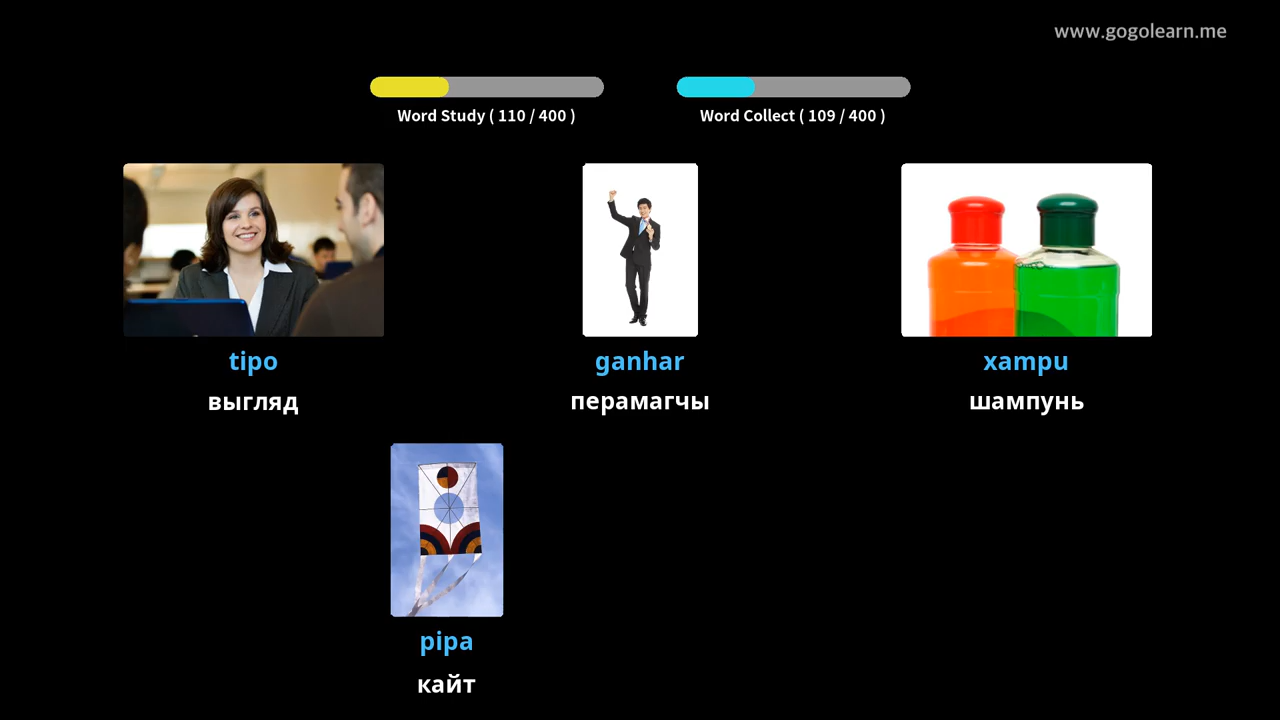 www.gogolearn.me
Word Study ( 110 / 400 )
Word Collect ( 109 / 400 )
tipo
выгляд
ganhar
перамагчы
xampu
шампунь
pipa
кайт